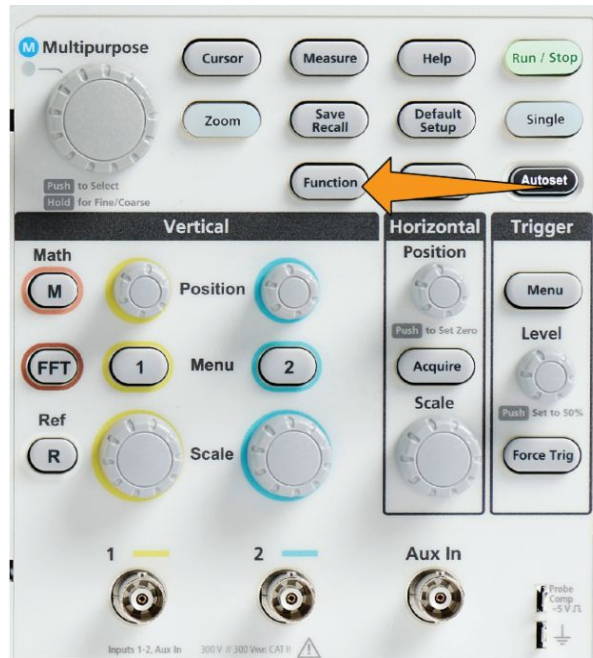 M Multipurpose
Cursor
Measure
Help
Run / Stop
Zoom
Save
Recall
Default
Setup
Single
Push to Select
Hold for Fine/Coarse
Function
Autoset
Vertical
Horizontal
Trigger
Math
M
Position
Position
Push to Set Zero
Menu
FFT
1
Menu
2
Acquire
Level
Push Set to 50%
Ref
R
Scale
Scale
Force Trig
1
2
Aux In
Inputs 1-2, Aux In
300 V
CAT II
Probe
Comp
~5 V